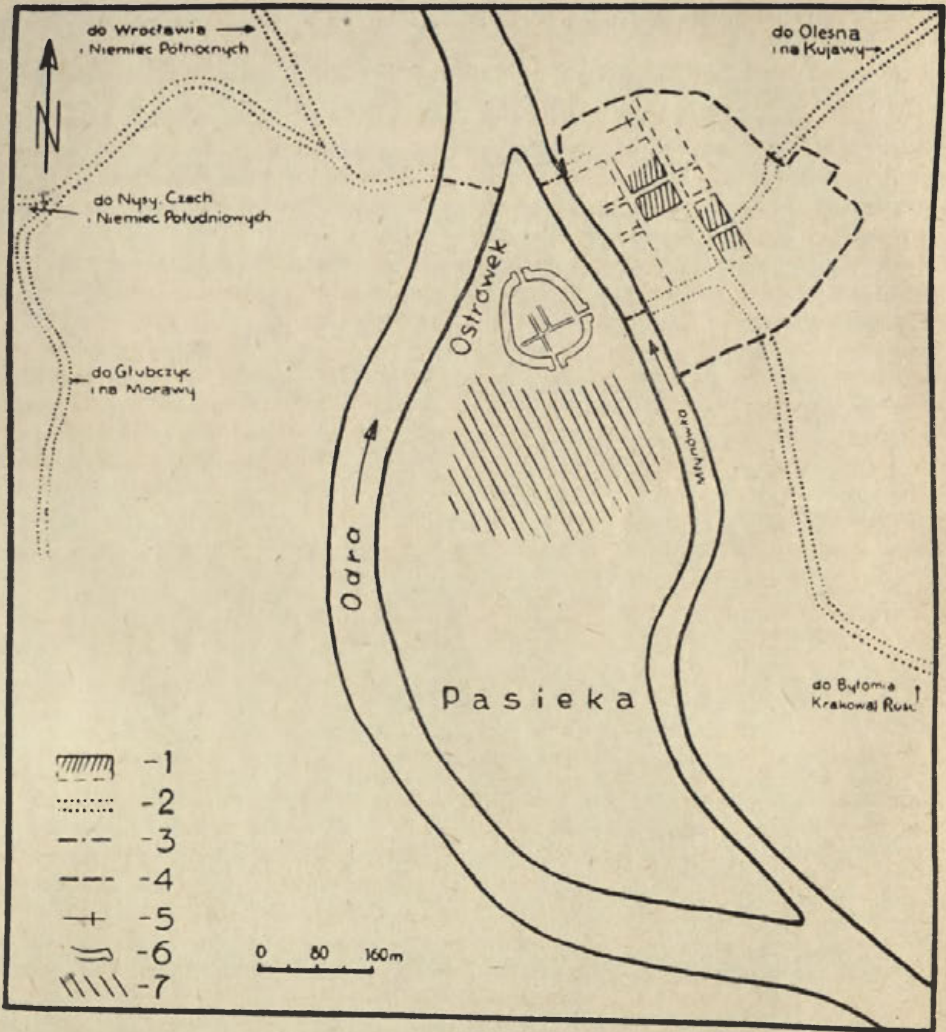 do Wrocławia
i Niemiec Północnych
do Olesna
i na Kujawy
N
do Nysy, Czech
i Niemiec Południowych
Ostrówek
do Głubczyc
i na Morawy
Młynówka
Odra
Pasieka
do Bytomia
Krakowa i Rusi
-1
-2
-3
-4
-5
-6
-7
0 80 160m